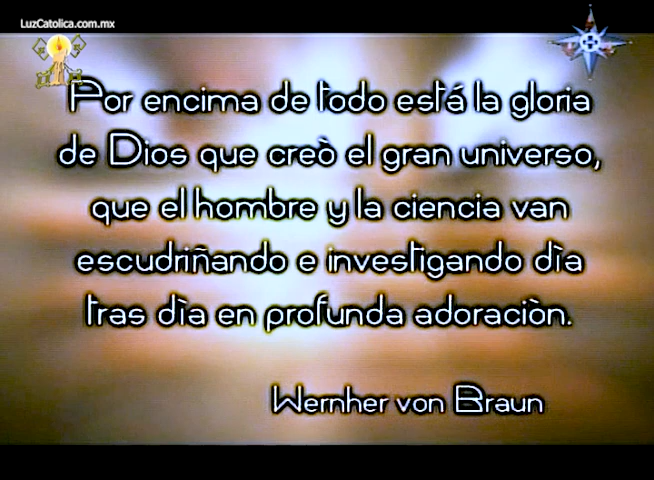 LuzCatolica.com.mx
Por encima de todo está la gloria
de Dios que creò el gran universo,
que el hombre y la ciencia van
escudriñando e investigando dìa
tras dìa en profunda adoraciòn.
Wernher von Braun